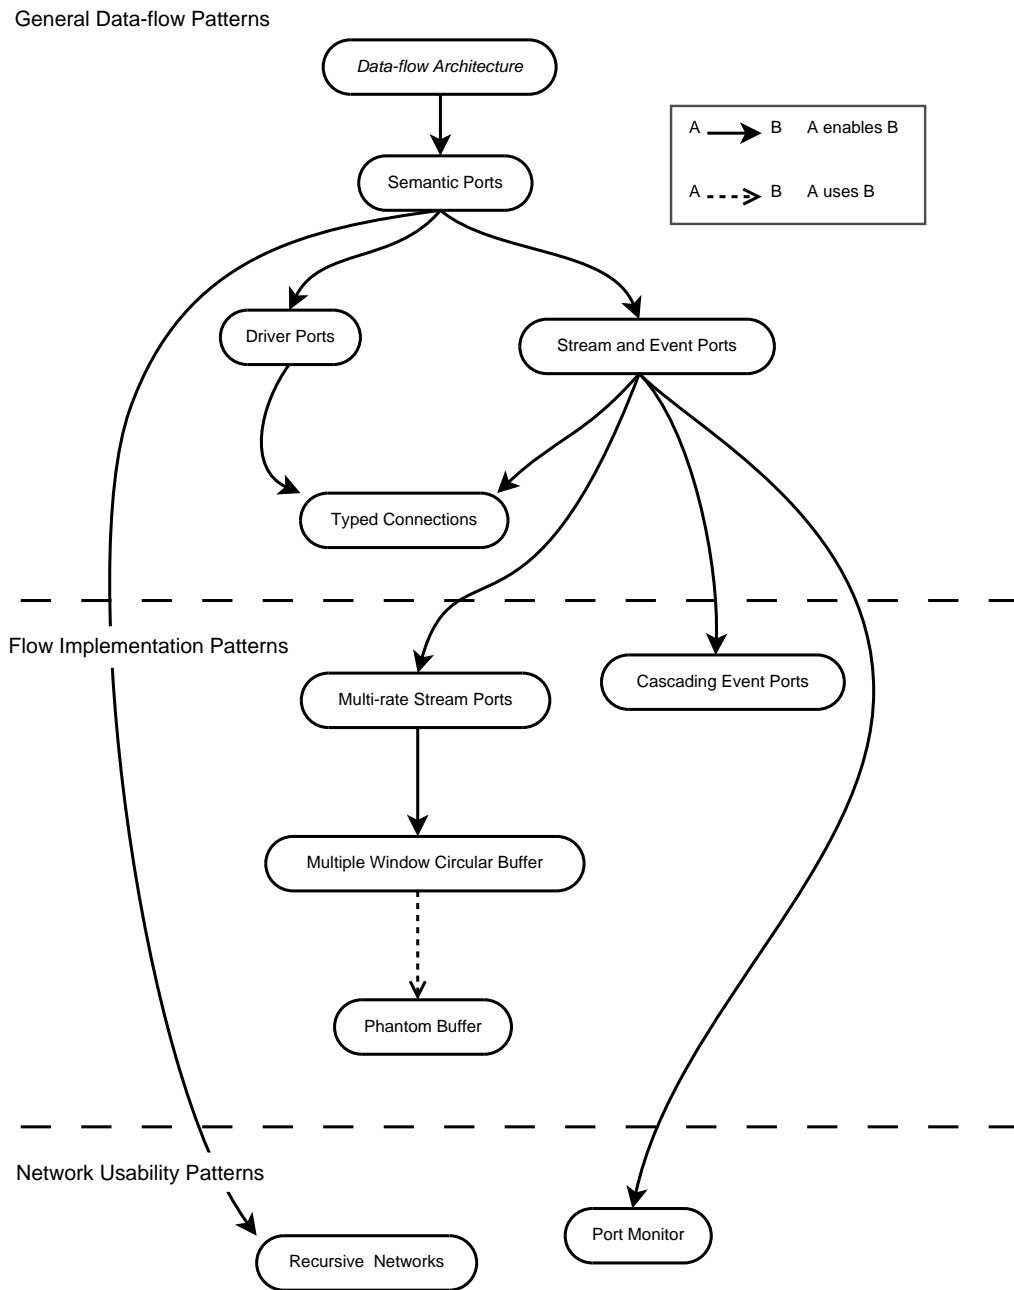 General Data-flow Patterns
Data-flow Architecture
A B A enables B
Semantic Ports
A B A uses B
Driver Ports
Stream and Event Ports
Typed Connections
Flow Implementation Patterns
Multi-rate Stream Ports
Cascading Event Ports
Multiple Window Circular Buffer
Phantom Buffer
Network Usability Patterns
Port Monitor
Recursive Networks